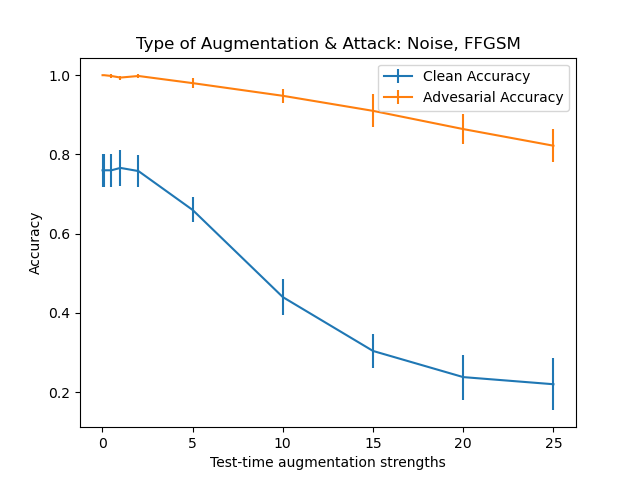 Type of Augmentation & Attack: Noise, FFGSM
Clean Accuracy
Advesarial Accuracy
1.0
0.8
0.6
0.4
0.2
Accuracy
0 5 10 15 20 25
Test-time augmentation strengths